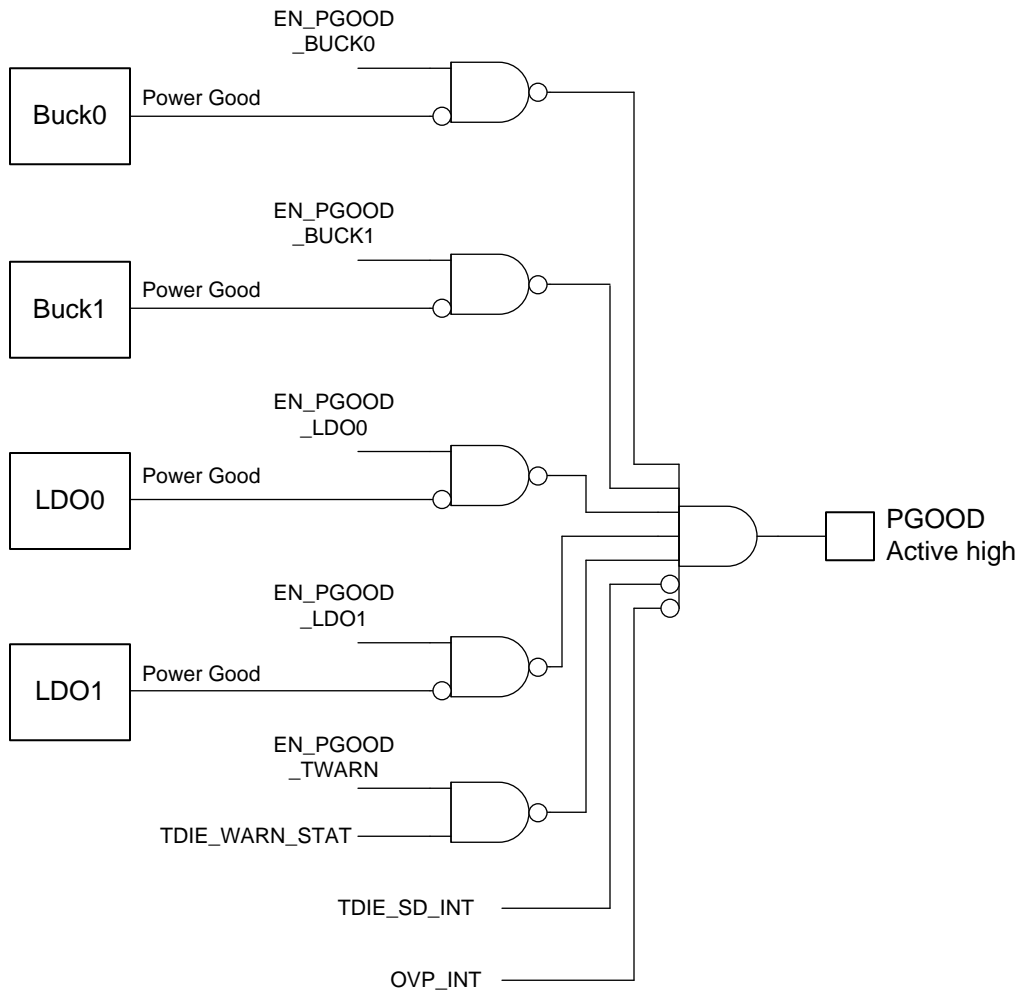 EN_PGOOD
_BUCK0
Buck0
Power Good
EN_PGOOD
_BUCK1
Buck1
Power Good
EN_PGOOD
_LDO0
LDO0
Power Good
PGOOD
Active high
EN_PGOOD
_LDO1
LDO1
Power Good
EN_PGOOD
_TWARN
TDIE_WARN_STAT
TDIE_SD_INT
OVP_INT